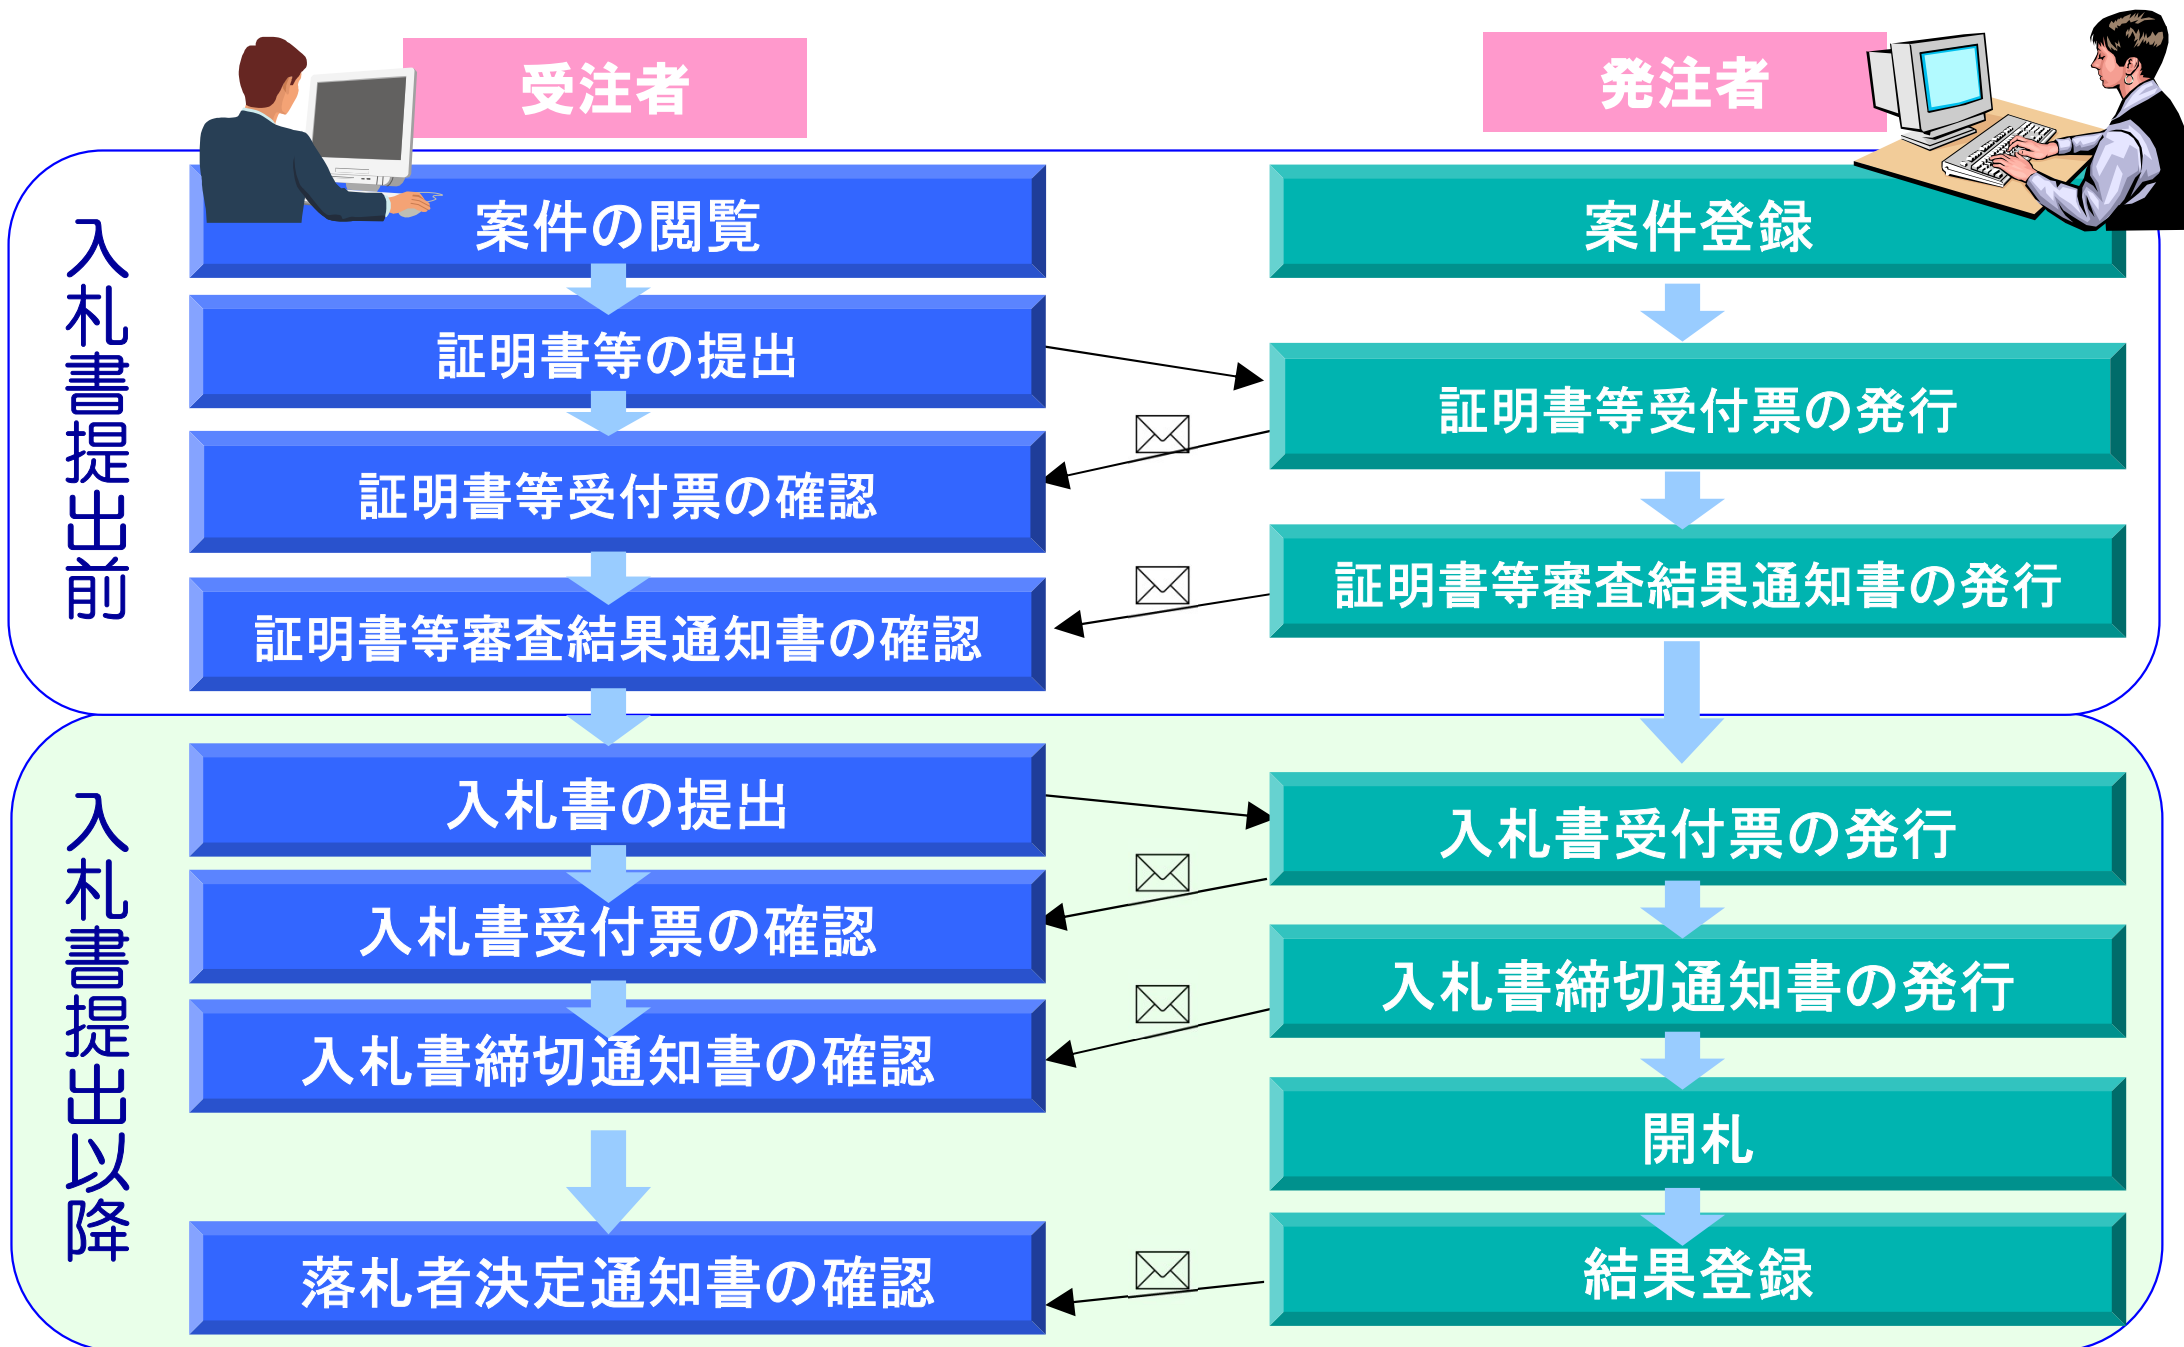 受注者
発注者
入札書提出前
案件の閲覧
案件登録
証明書等の提出
証明書等受付票の発行
証明書等受付票の確認
証明書等審査結果通知書の発行
証明書等審査結果通知書の確認
入札書提出以降
入札書の提出
入札書受付票の発行
入札書受付票の確認
入札書締切通知書の発行
入札書締切通知書の確認
開札
結果登録
落札者決定通知書の確認